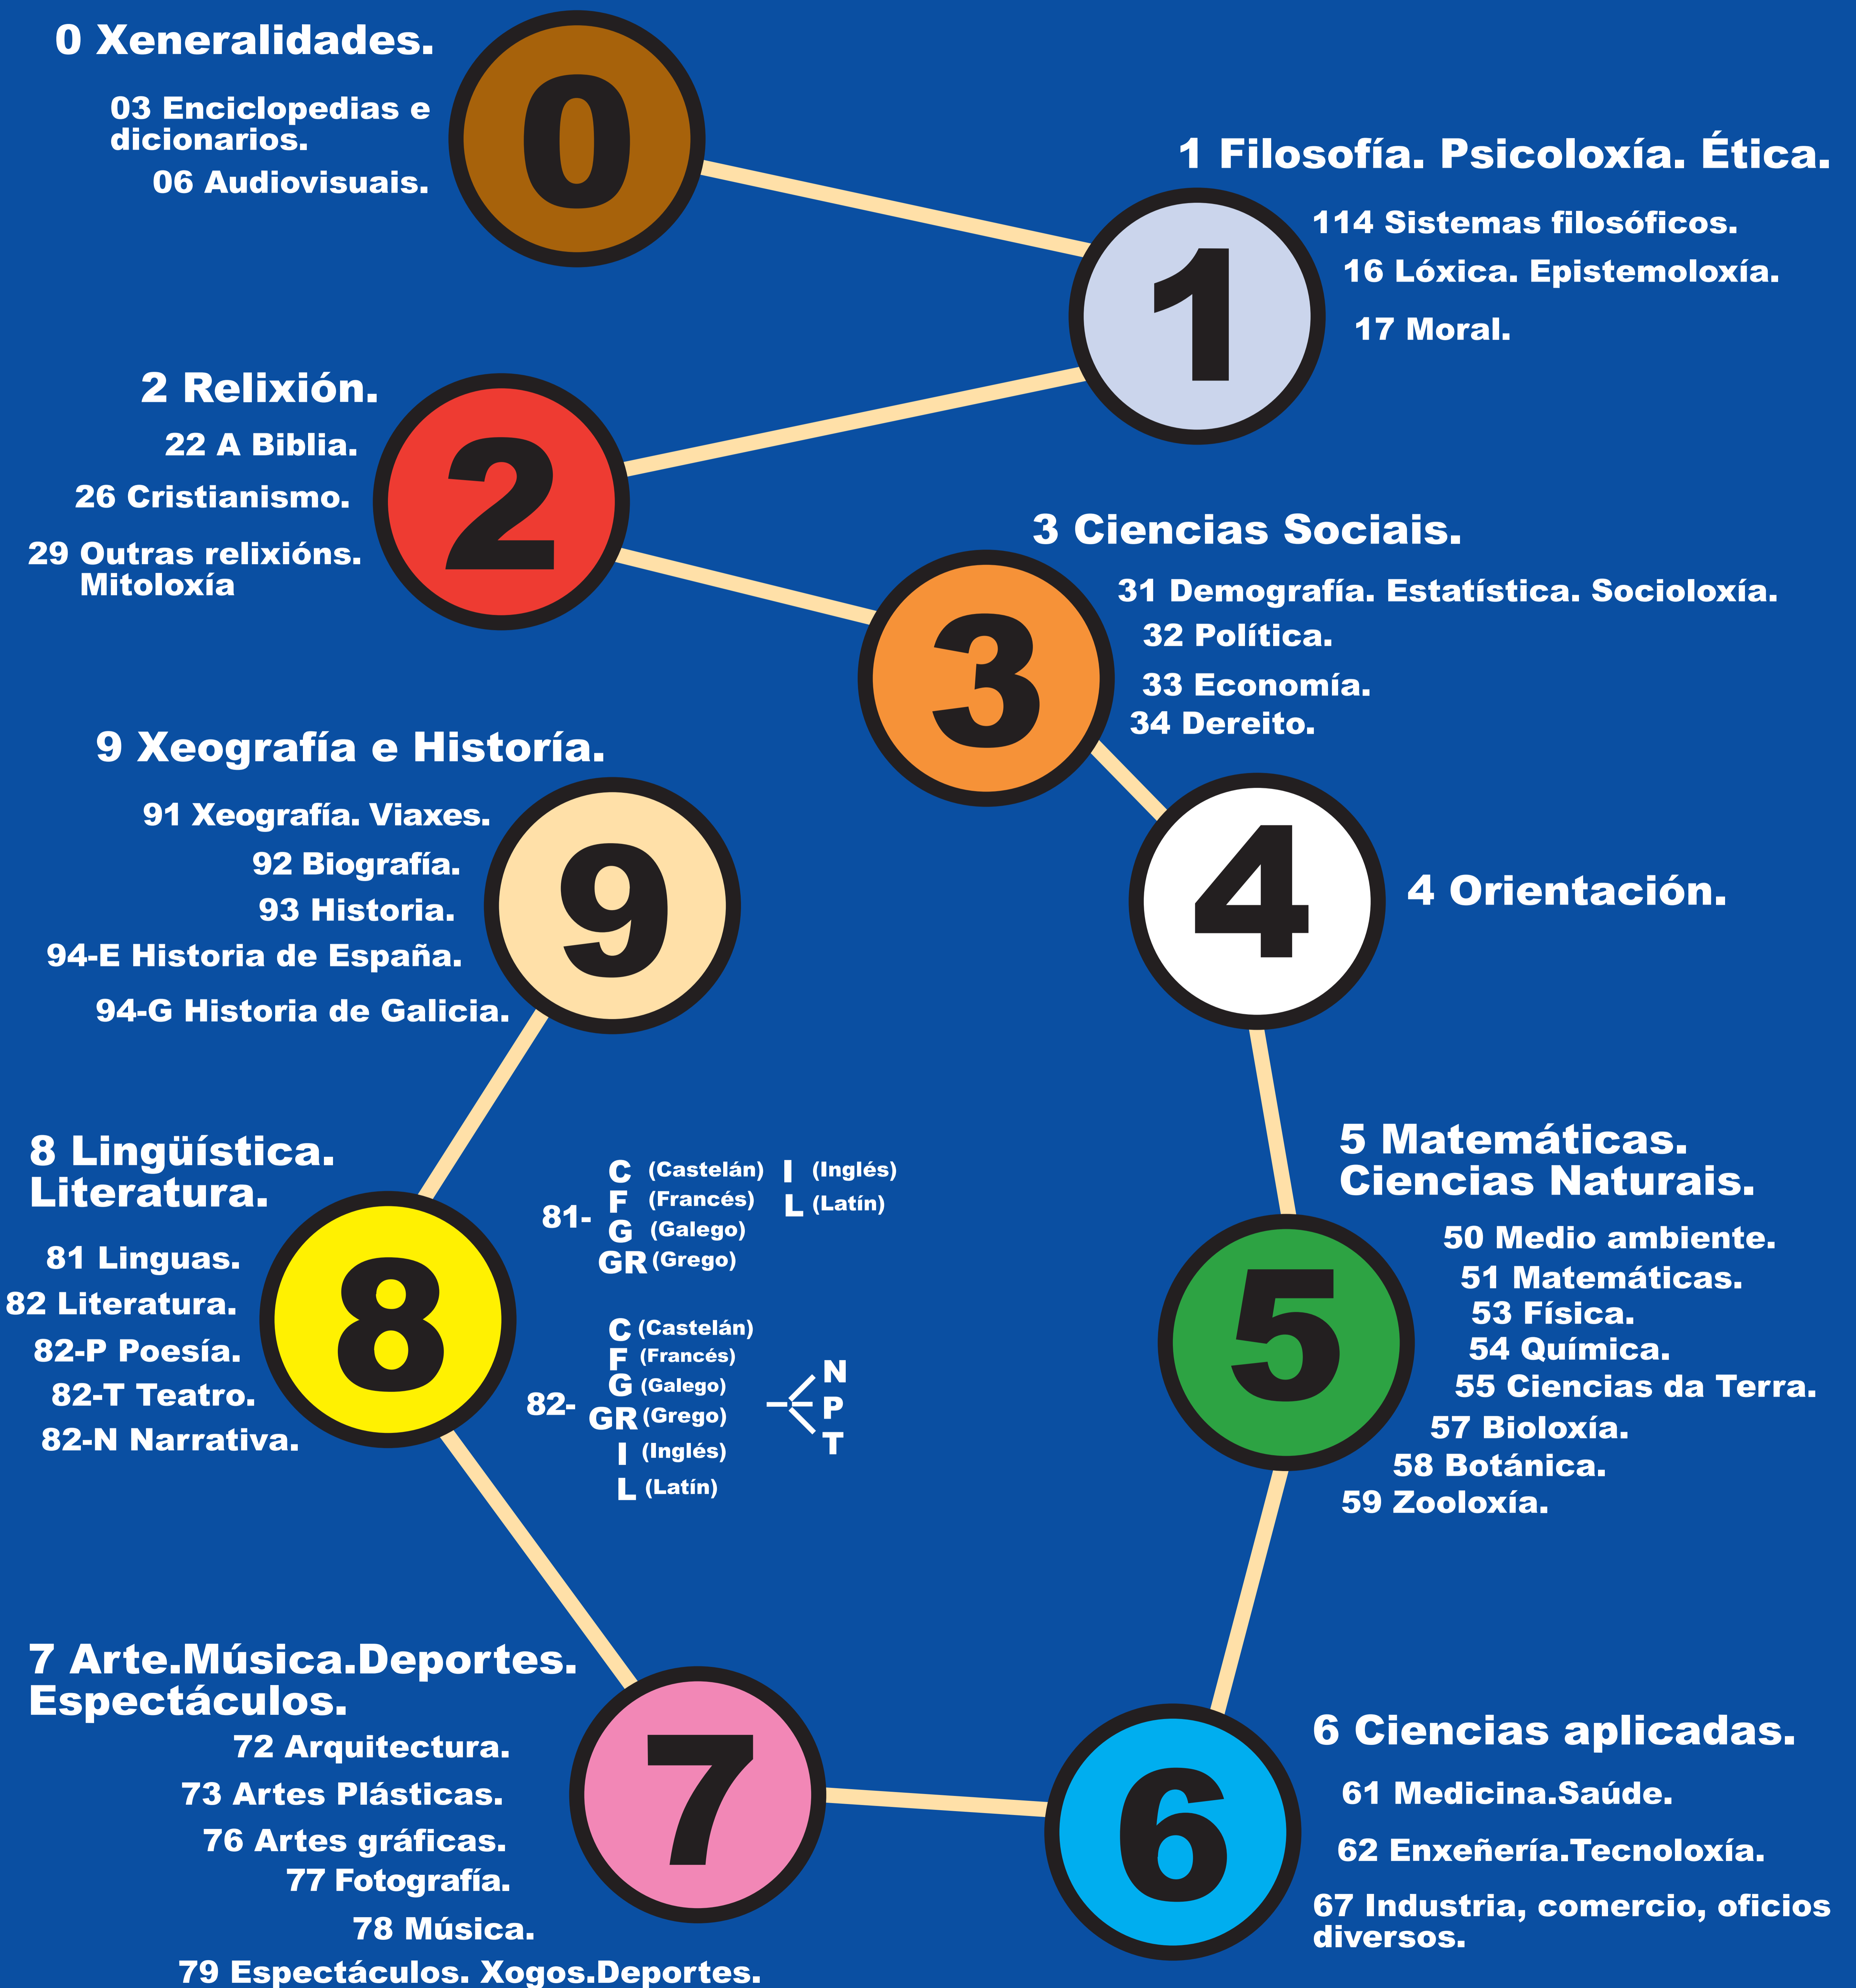 0 Xeneralidades.
03 Enciclopedias e
dicionarios.
06 Audiovisuais.
0
1 Filosofía. Psicoloxía. Ética.
114 Sistemas filosóficos.
16 Lóxica. Epistemoloxía.
17 Moral.
1
2 Relixión.
22 A Biblia.
26 Cristianismo.
29 Outras relixións.
Mitoloxía
2
3 Ciencias Sociais.
31 Demografía. Estatística. Socioloxía.
32 Política.
33 Economía.
34 Dereito.
3
4
4 Orientación.
5 Matemáticas.
Ciencias Naturais.
50 Medio ambiente.
51 Matemáticas.
53 Física.
54 Química.
55 Ciencias da Terra.
57 Bioloxía.
58 Botánica.
59 Zooloxía.
5
6 Ciencias aplicadas.
61 Medicina.Saúde.
62 Enxeñería.Tecnoloxía.
67 Industria, comercio, oficios
diversos.
6
7 Arte.Música.Deportes.
Espectáculos.
72 Arquitectura.
73 Artes Plásticas.
76 Artes gráficas.
77 Fotografía.
78 Música.
79 Espectáculos. Xogos.Deportes.
7
8 Lingüística.
Literatura.
81 Linguas.
82 Literatura.
82-P Poesía.
82-T Teatro.
82-N Narrativa.
8
81-
C (Castelán) I (Inglés)
F (Francés) L (Latín)
G (Galego)
GR (Grego)
82-
C (Castelán)
F (Francés)
G (Galego)
GR (Grego)
I (Inglés)
L (Latín)
N
P
T
9 Xeografía e Historía.
91 Xeografía. Viaxes.
92 Biografía.
93 Historia.
94-E Historia de España.
94-G Historia de Galicia.
9